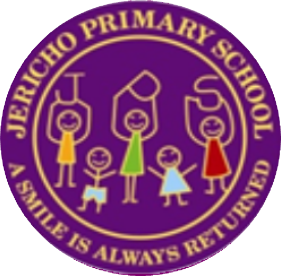 JERICHO PRIMARY SCHOOL
J P S
A SMILE IS ALWAYS RETURNED